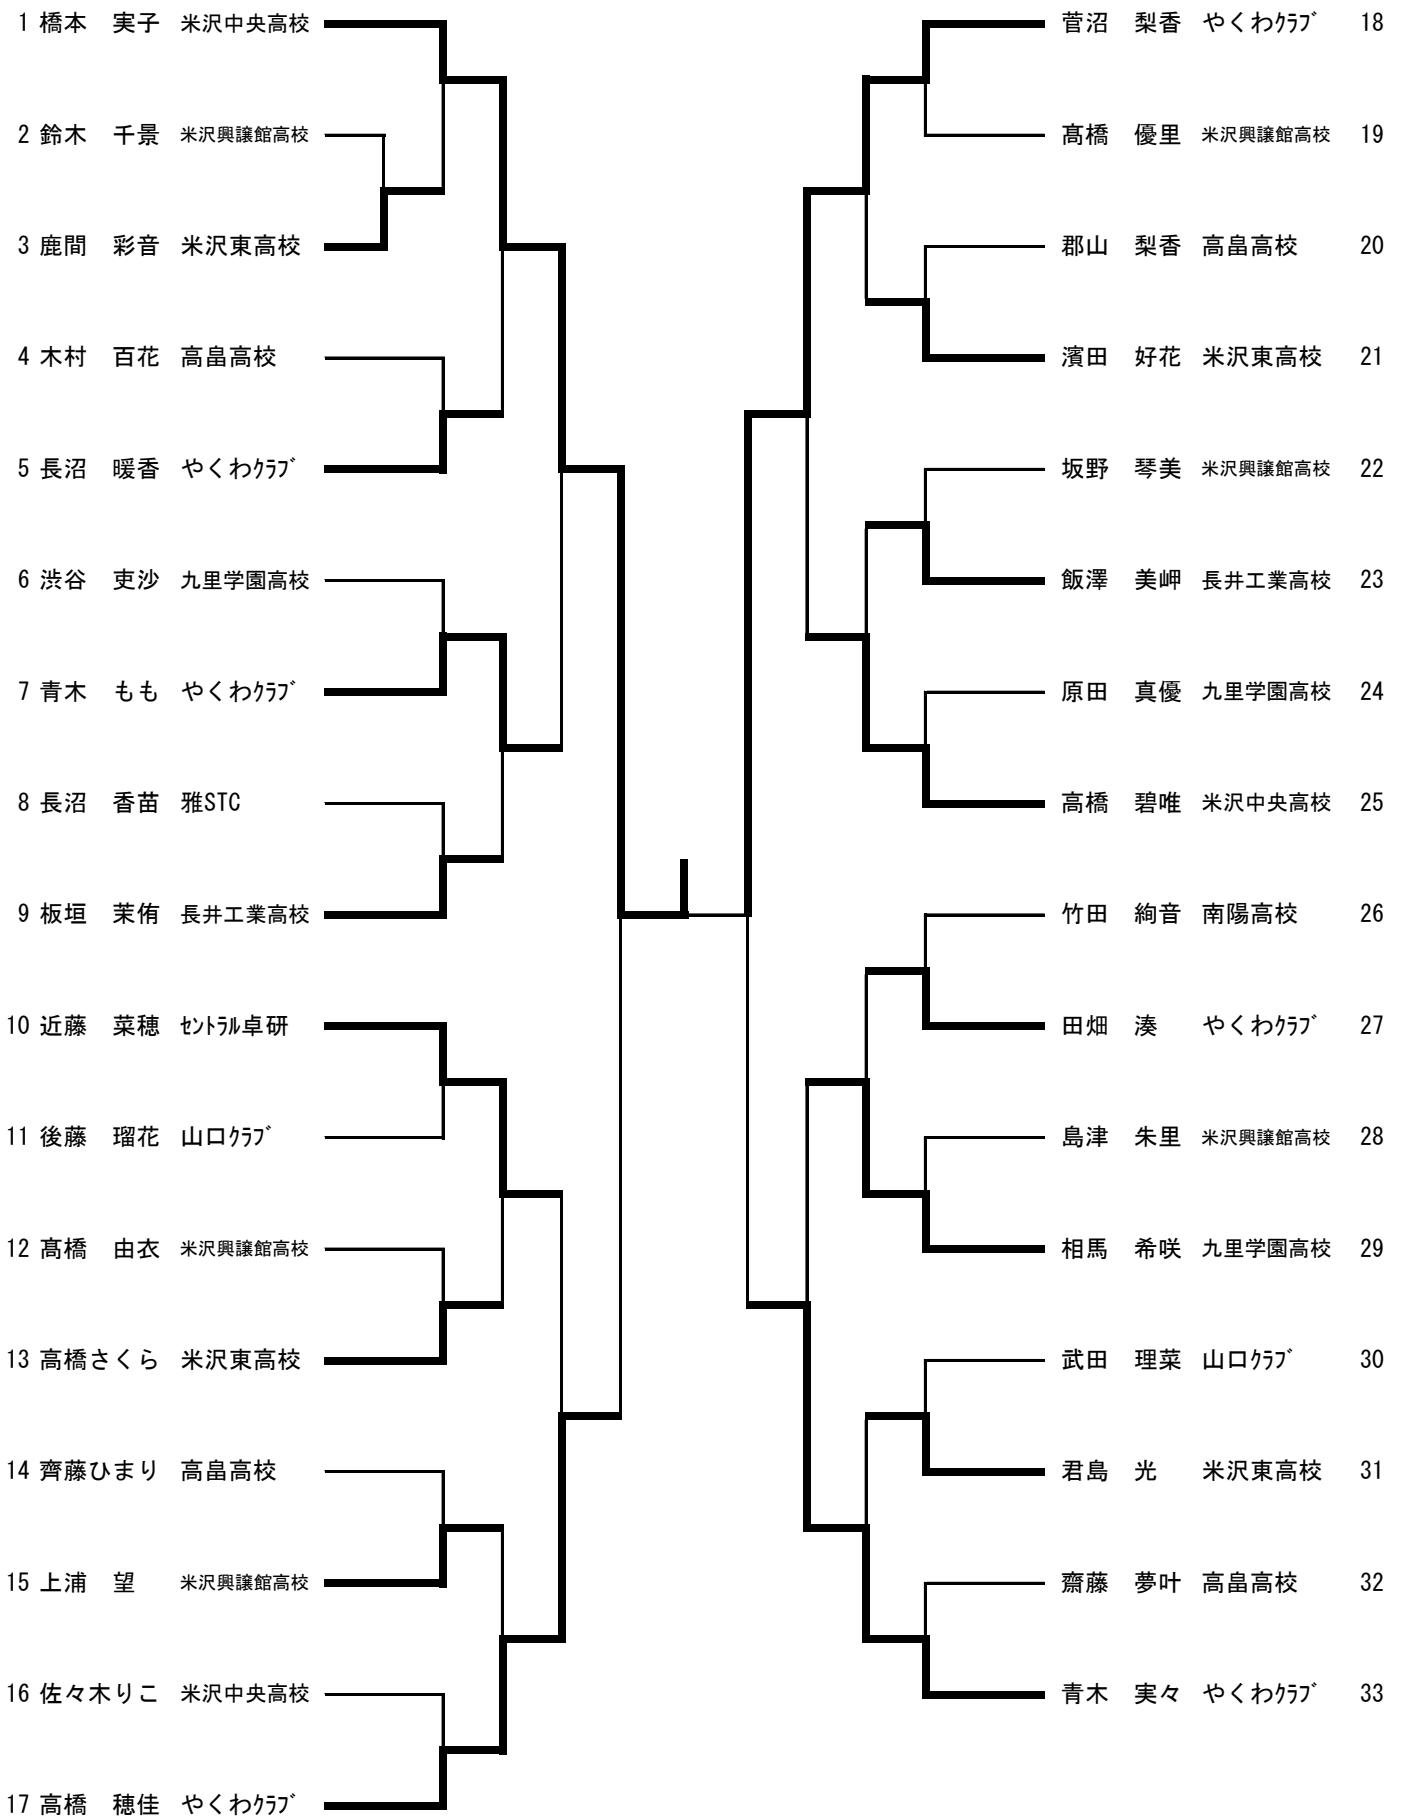 1 橋本　実子 米沢中央高校
2 鈴木　千景 米沢興譲館高校
3 鹿間　彩音 米沢東高校
4 木村　百花 高畠高校
5 長沼　暖香 やくわｸﾗﾌﾞ
6 渋谷　吏沙 九里学園高校
7 青木　もも やくわｸﾗﾌﾞ
8 長沼　香苗 雅STC
9 板垣　茉侑 長井工業高校
10 近藤　菜穂 ｾﾝﾄﾗﾙ卓研
11 後藤　瑠花 山口ｸﾗﾌﾞ
12 髙橋　由衣 米沢興譲館高校
13 高橋さくら 米沢東高校
14 齊藤ひまり 高畠高校
15 上浦　望 米沢興譲館高校
16 佐々木りこ 米沢中央高校
17 高橋　穂佳 やくわｸﾗﾌﾞ
菅沼　梨香 やくわｸﾗﾌﾞ 18
髙橋　優里 米沢興譲館高校 19
郡山　梨香 高畠高校 20
濱田　好花 米沢東高校 21
坂野　琴美 米沢興譲館高校 22
飯澤　美岬 長井工業高校 23
原田　真優 九里学園高校 24
高橋　碧唯 米沢中央高校 25
竹田　絢音 南陽高校 26
田畑　湊 やくわｸﾗﾌﾞ 27
島津　朱里 米沢興譲館高校 28
相馬　希咲 九里学園高校 29
武田　理菜 山口ｸﾗﾌﾞ 30
君島　光 米沢東高校 31
齋藤　夢叶 高畠高校 32
青木　実々 やくわｸﾗﾌﾞ 33